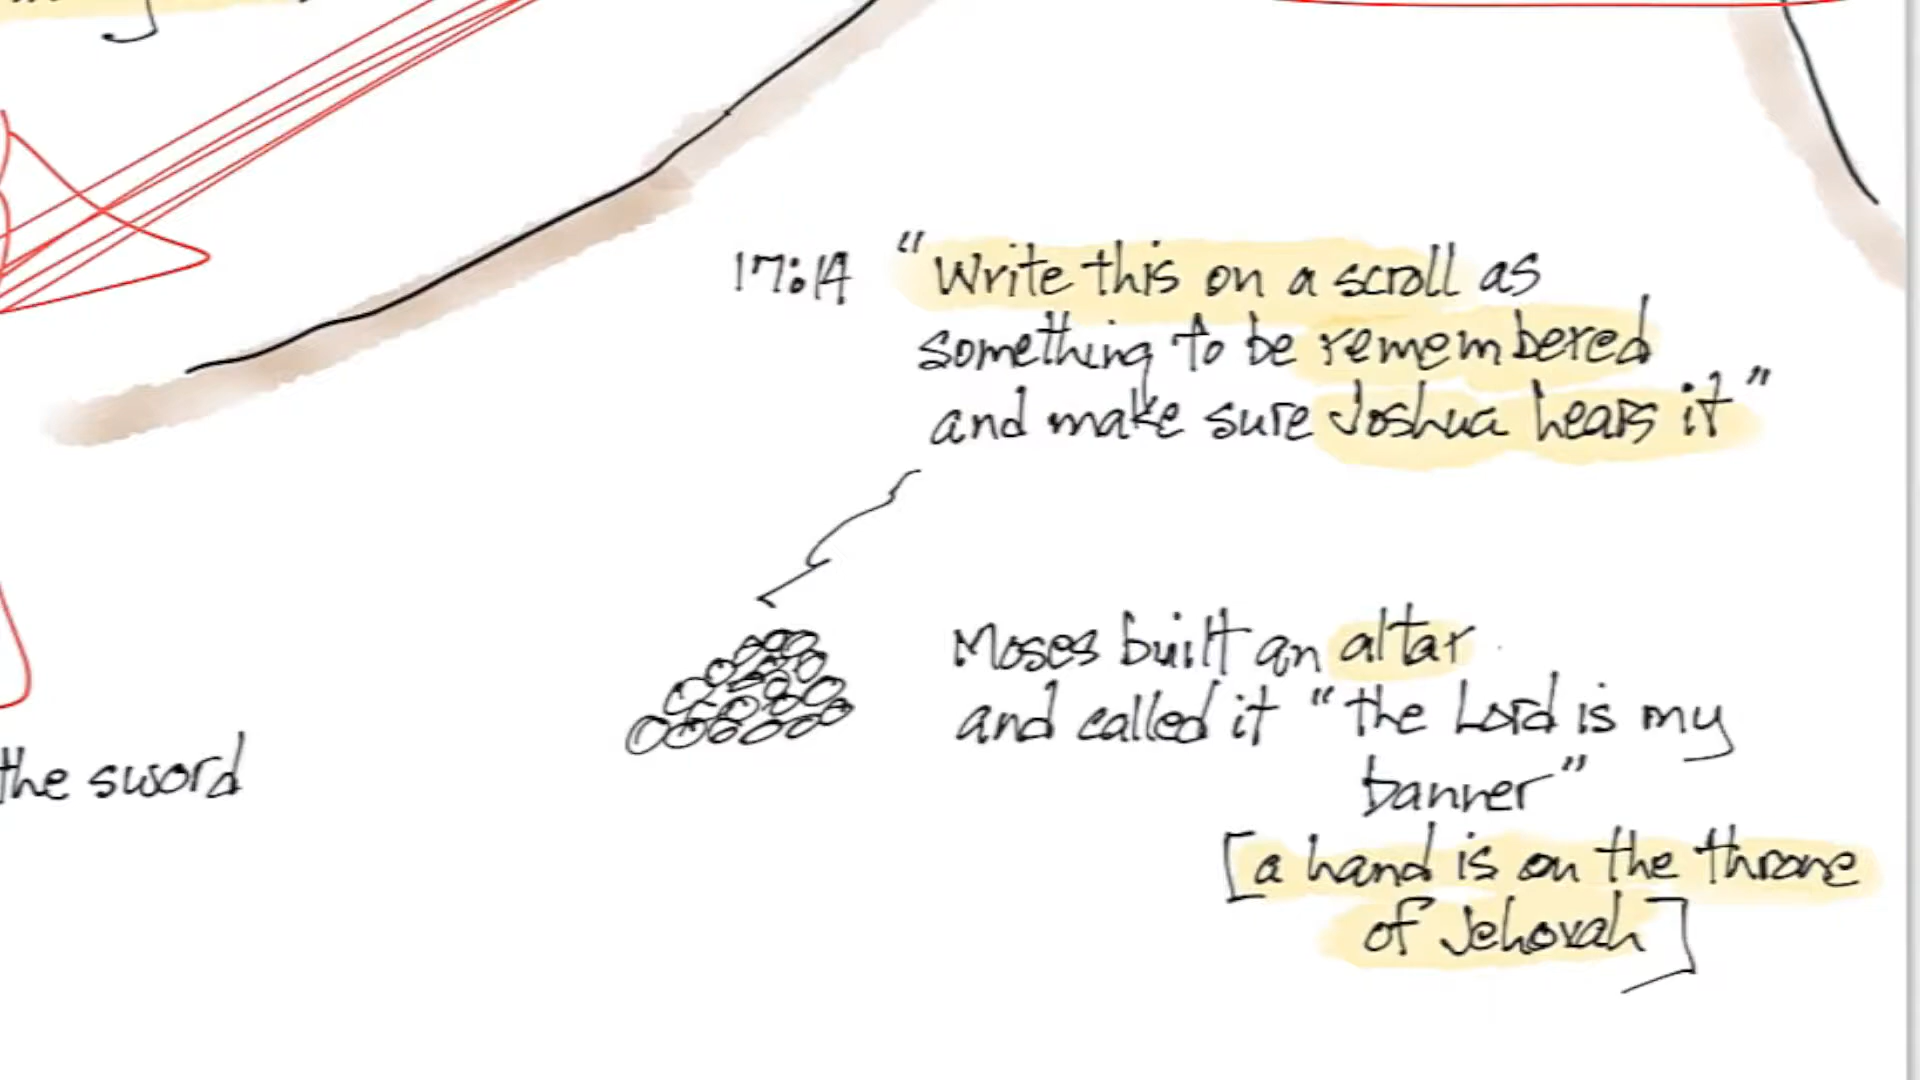 17:14 "Write this on a scroll as
something to be remembered
and make sure Joshua hears it"
Moses built an altar
and called it "the Lord is my
banner"
[a hand is on the throne
of Jehovah]
the sword